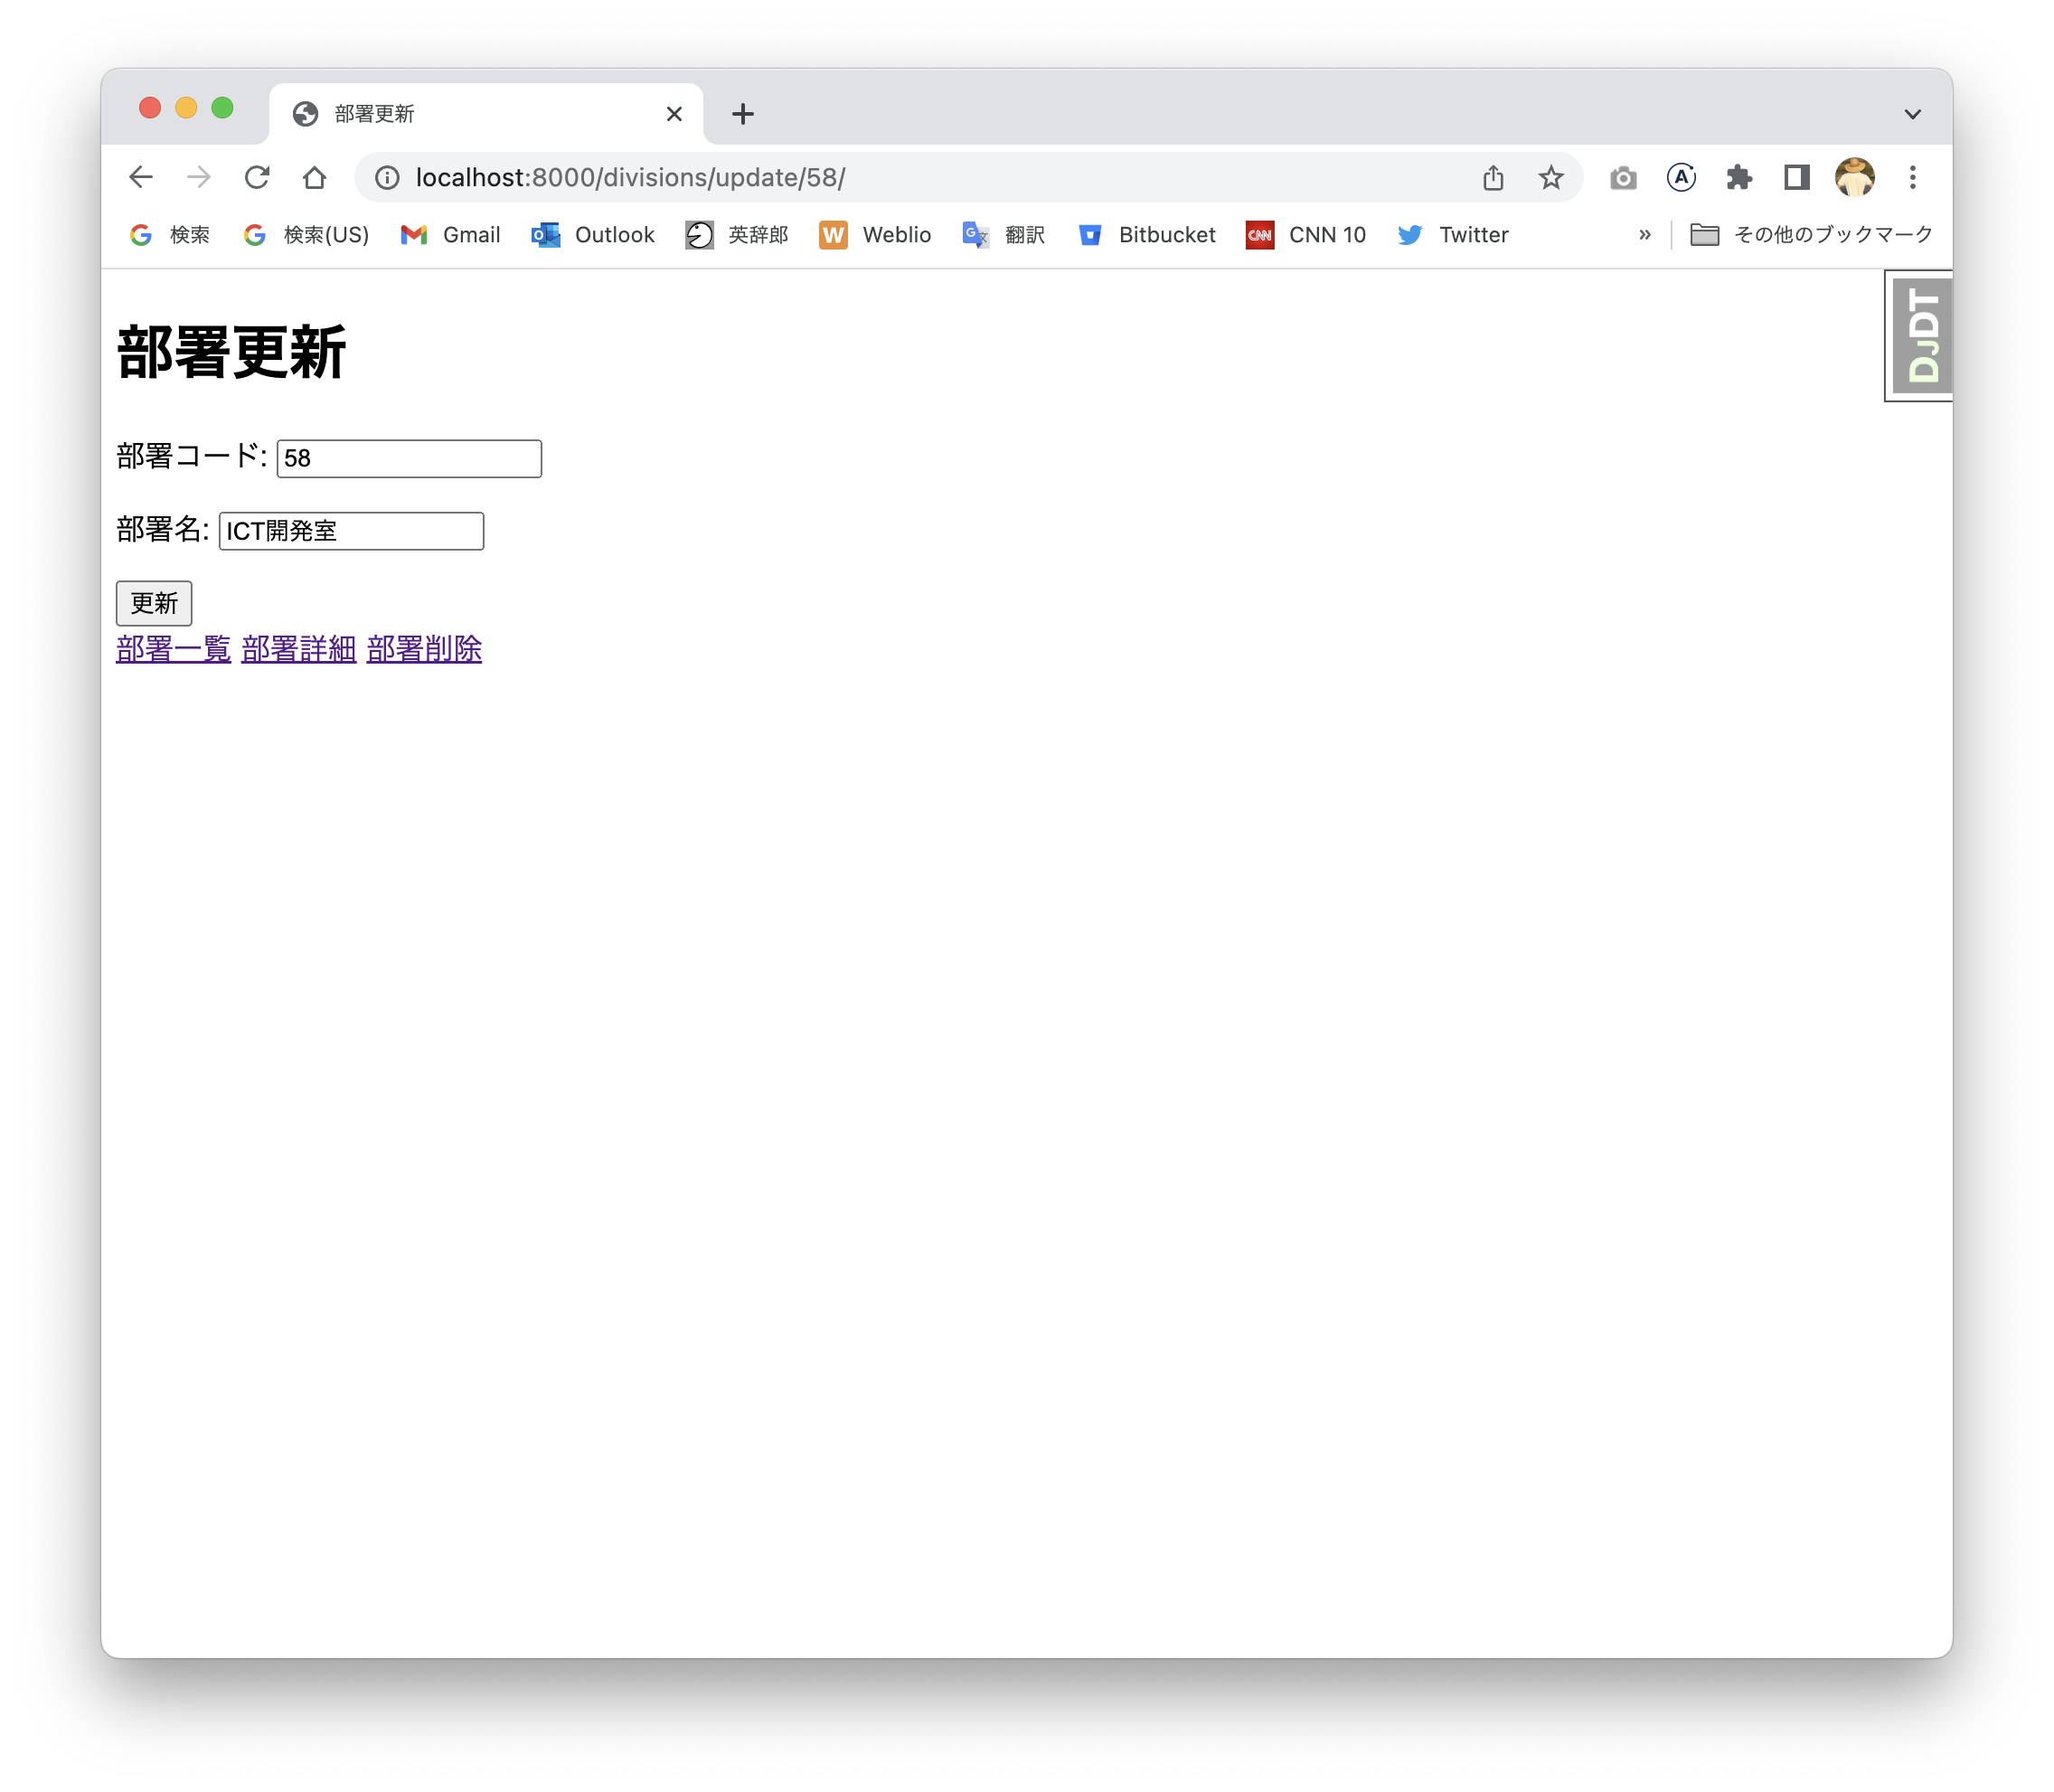 部署更新
localhost:8000/divisions/update/58/
検索 検索(US) Gmail Outlook 英辞郎 W Weblio 翻訳 Bitbucket CNN CNN 10 Twitter » その他のブックマーク
DJDT
部署更新
部署コード: 58
部署名: ICT開発室
更新
部署一覧 部署詳細 部署削除